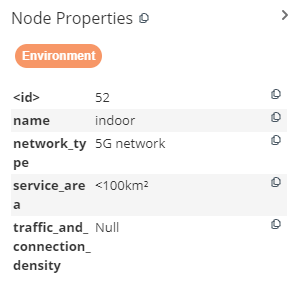 Node Properties
Environment
<id> 52
name indoor
network_ty 5G network
pe
service_are <100km²
a
traffic_and_ Null
connection_
density